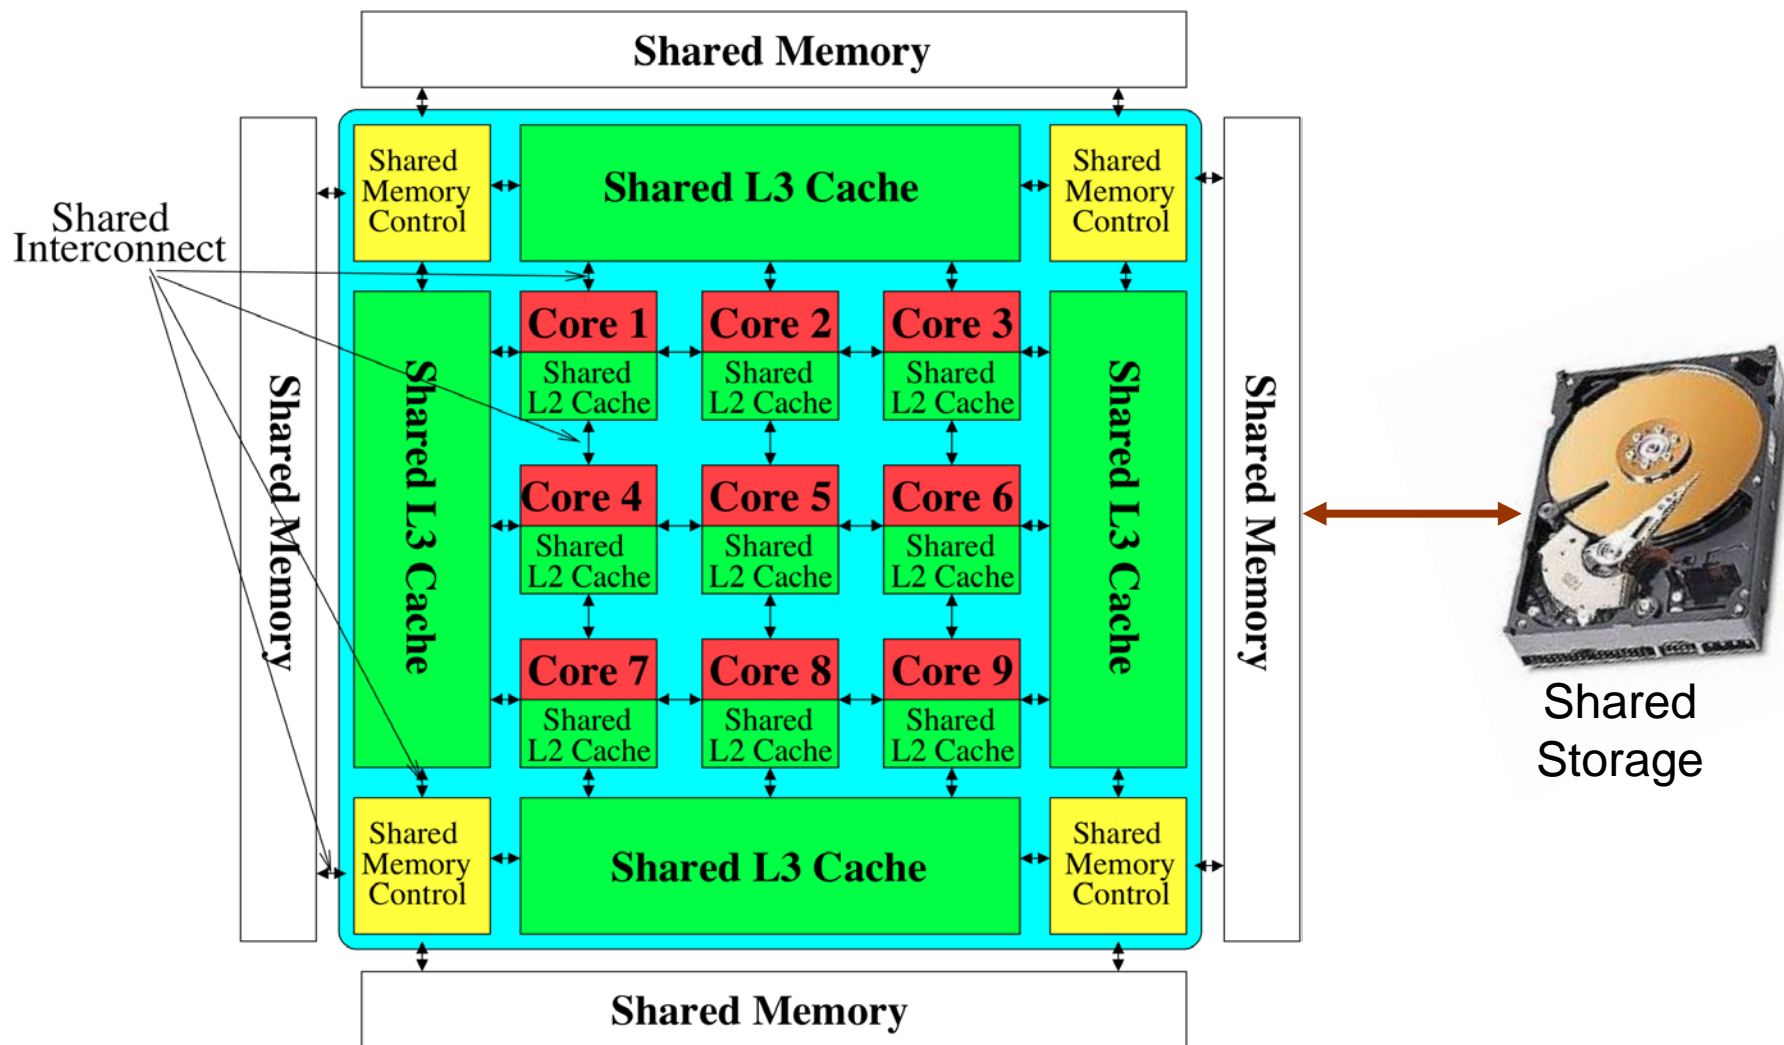 Shared Memory
Shared
Memory
Control
Shared L3 Cache
Shared
Memory
Control
Shared
Interconnect
Shared Memory
Shared L3 Cache
Core 1
Shared
L2 Cache
Core 2
Shared
L2 Cache
Core 3
Shared
L2 Cache
Core 4
Shared
L2 Cache
Core 5
Shared
L2 Cache
Core 6
Shared
L2 Cache
Core 7
Shared
L2 Cache
Core 8
Shared
L2 Cache
Core 9
Shared
L2 Cache
Shared L3 Cache
Shared Memory
Shared
Storage
Shared
Memory
Control
Shared L3 Cache
Shared
Memory
Control
Shared Memory